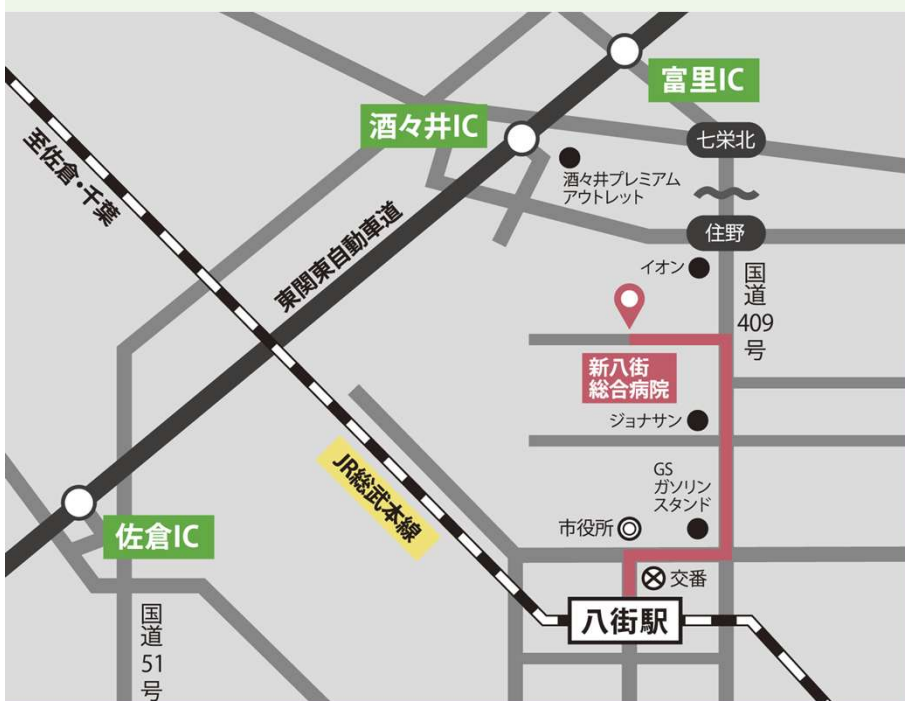 富里IC
酒々井IC
七栄北
至佐倉・千葉
酒々井プレミアム
アウトレット
東関東自動車道
住野
イオン
国道
409
号
新八街
総合病院
ジョナサン
JR総武本線
GS
ガソリン
スタンド
佐倉IC
市役所
交番
八街駅
国道
51
号